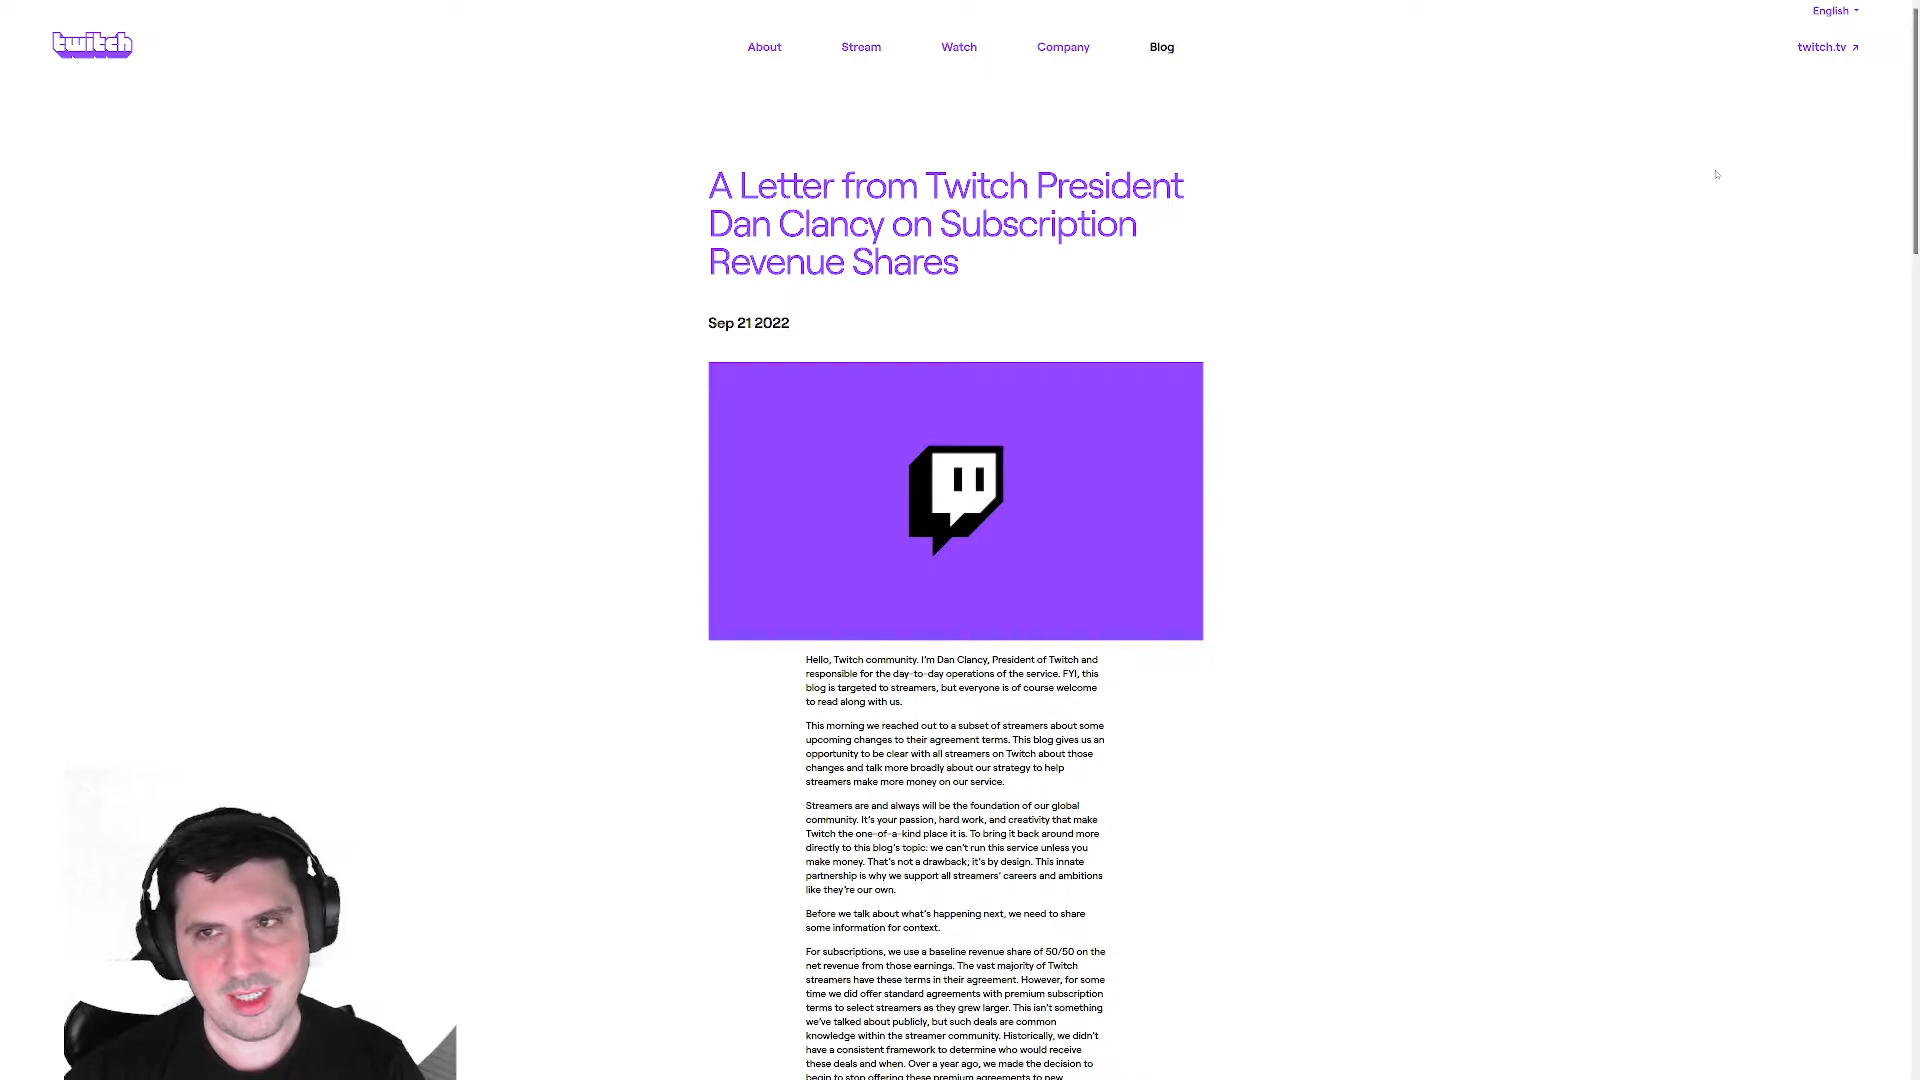 English
twitch
About
Stream
Watch
Company
Blog
twitch.tv
A Letter from Twitch President
Dan Clancy on Subscription
Revenue Shares
Sep 21 2022
Hello, Twitch community. I'm Dan Clancy, President of Twitch and
responsible for the day-to-day operations of the service. FYI, this
blog is targeted to streamers, but everyone is of course welcome
to read along with us.
This morning we reached out to a subset of streamers about some
upcoming changes to their agreement terms. This blog gives us an
opportunity to be clear with all streamers on Twitch about those
changes and talk more broadly about our strategy to help
streamers make more money on our service.
Streamers are and always will be the foundation of our global
community. It's your passion, hard work, and creativity that make
Twitch the one-of-a-kind place it is. To bring it back around more
directly to this blog's topic: we can't run this service unless you
make money. That's not a drawback; it's by design. This innate
partnership is why we support all streamers' careers and ambitions
like they're our own.
Before we talk about what's happening next, we need to share
some information for context.
For subscriptions, we use a baseline revenue share of 50/50 on the
net revenue from those earnings. The vast majority of Twitch
streamers have these terms in their agreement. However, for some
time we did offer standard agreements with premium subscription
terms to select streamers as they grew larger. This isn't something
we've talked about publicly, but such deals are common
knowledge within the streamer community. Historically, we didn't
have a consistent framework to determine who would receive
these deals and when. Over a year ago, we made the decision to
begin to stop offering these premium agreements to new